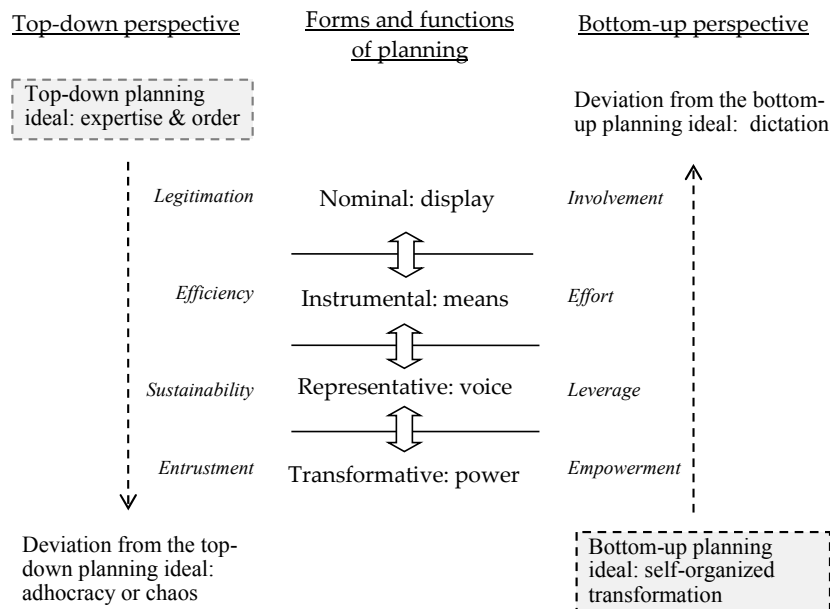 Top-down perspective
Forms and functions
of planning
Bottom-up perspective
Top-down planning
ideal: expertise & order
Deviation from the bottom-
up planning ideal: dictation
Legitimation
Nominal: display
Involvement
Efficiency
Instrumental: means
Effort
Sustainability
Representative: voice
Leverage
Entrustment
Transformative: power
Empowerment
Deviation from the top-
down planning ideal:
adhocracy or chaos
Bottom-up planning
ideal: self-organized
transformation